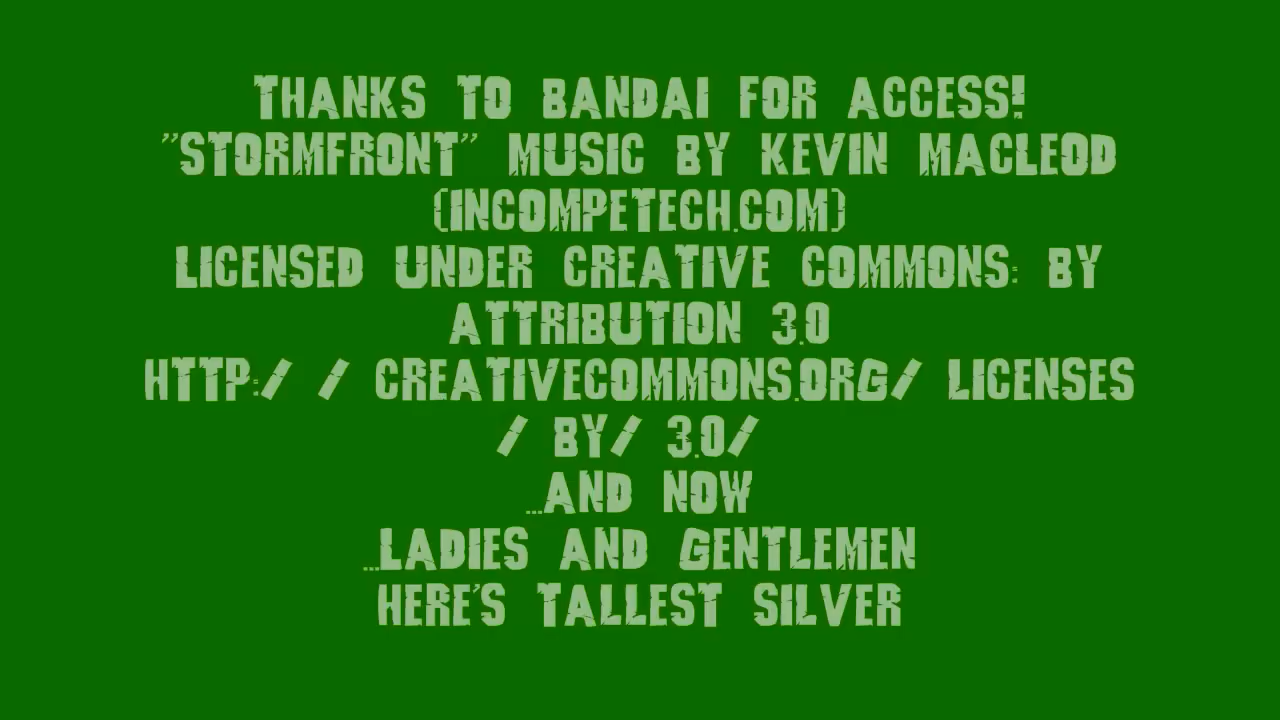 THANKS TO BANDAI FOR ACCESS!
"STORMFRONT" MUSIC BY KEVIN MACLEOD
(INCOMPETECH.COM)
LICENSED UNDER CREATIVE COMMONS: BY
ATTRIBUTION 3.0
HTTP:/ / CREATIVECOMMONS.ORG/ LICENSES
/ BY/ 3.0/
...AND NOW
...LADIES AND GENTLEMEN
HERE'S TALLEST SILVER